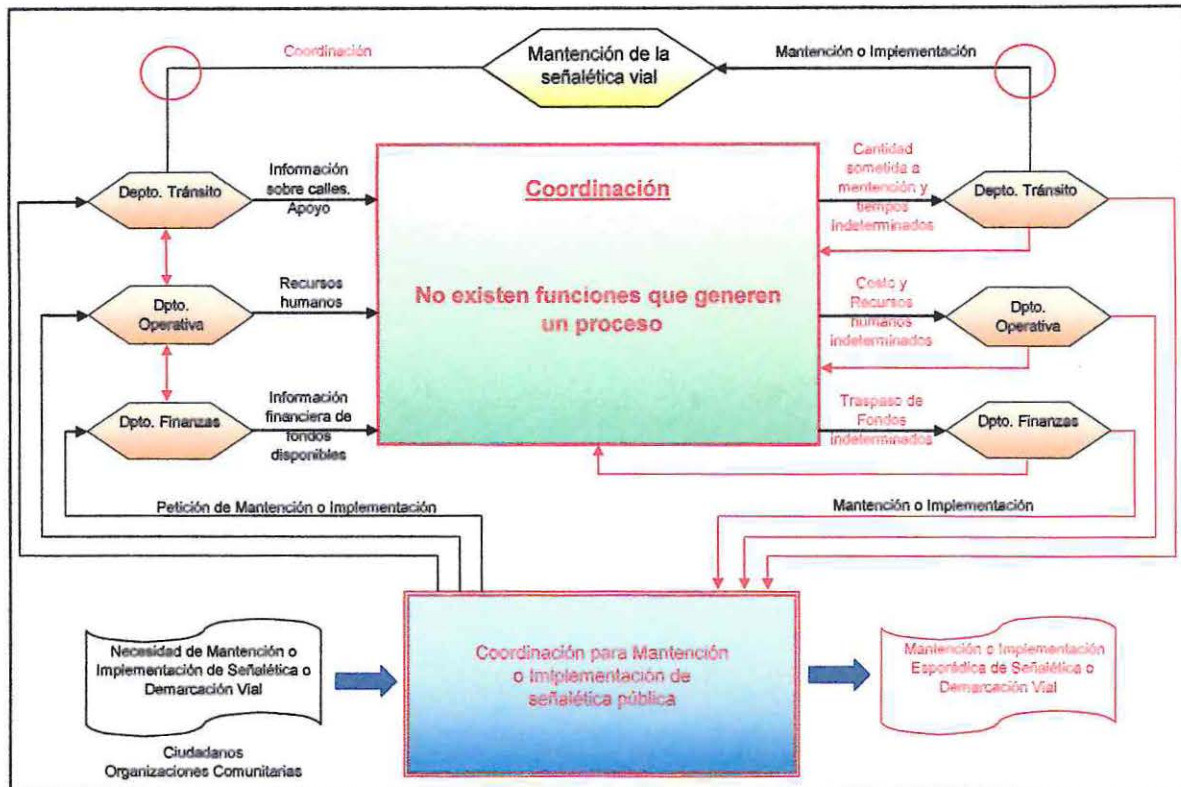 Coordinación
Mantención de la
señalética vial
Mantención o Implementación
Depto. Tránsito
Información
sobre calles.
Apoyo
Coordinación
Cantidad
sometida a
mentención y
tiempos
indeterminados
Depto. Tránsito
Dpto.
Operativa
Recursos
humanos
No existen funciones que generen
un proceso
Costo y
Recursos
humanos
indeterminados
Dpto.
Operativa
Dpto. Finanzas
Información
financiera de
fondos
disponibles
Traspaso de
Fondos
indeterminados
Dpto. Finanzas
Petición de Mantención o Implementación
Mantención o Implementación
Necesidad de Mantención o
Implementación de Señalética o
Demarcación Vial
Coordinación para Mantención
o Imlplementación de
señalética pública
Mantención o Implementación
Esporádica de Señalética o
Demarcación Vial
Ciudadanos
Organizaciones Comunitarias